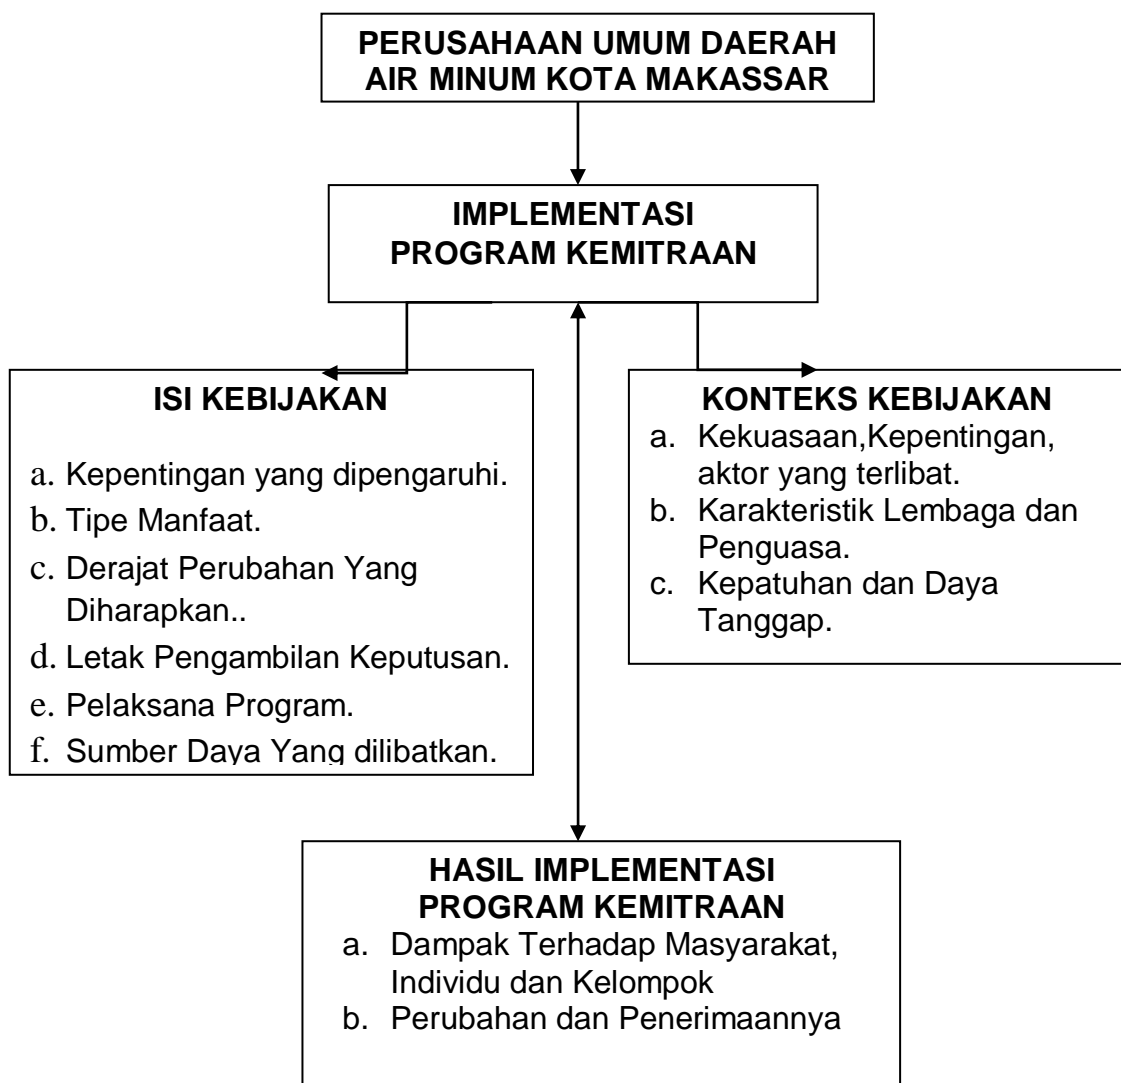 PERUSAHAAN UMUM DAERAH
AIR MINUM KOTA MAKASSAR
IMPLEMENTASI
PROGRAM KEMITRAAN
ISI KEBIJAKAN
a. Kepentingan yang dipengaruhi.
b. Tipe Manfaat.
c. Derajat Perubahan Yang
Diharapkan..
d. Letak Pengambilan Keputusan.
e. Pelaksana Program.
f. Sumber Daya Yang dilibatkan.
KONTEKS KEBIJAKAN
a. Kekuasaan,Kepentingan,
aktor yang terlibat.
b. Karakteristik Lembaga dan
Penguasa.
c. Kepatuhan dan Daya
Tanggap.
HASIL IMPLEMENTASI
PROGRAM KEMITRAAN
a. Dampak Terhadap Masyarakat,
Individu dan Kelompok
b. Perubahan dan Penerimaannya